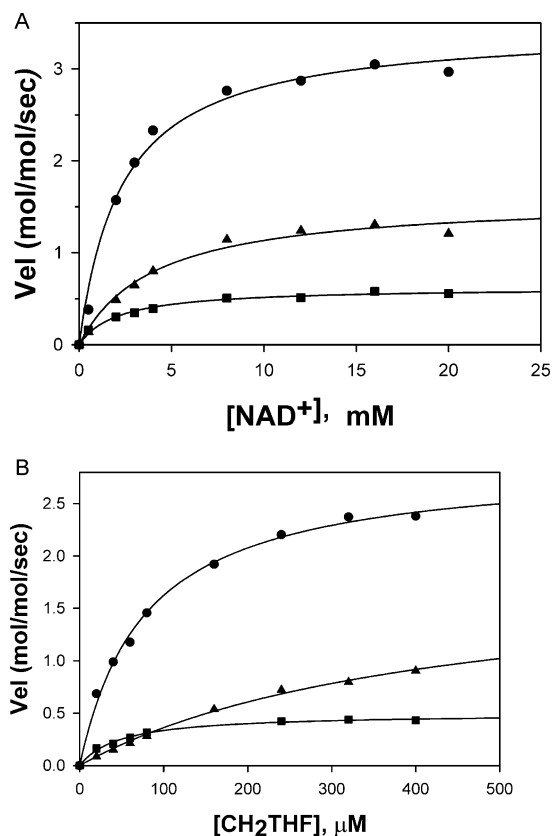 A
Vel (mol/mol/sec)
3
2
1
0
0 5 10 15 20 25
[NAD+], mM
B
Vel (mol/mol/sec)
2.5
2.0
1.5
1.0
0.5
0.0
0 100 200 300 400 500
[CH2THF], μM